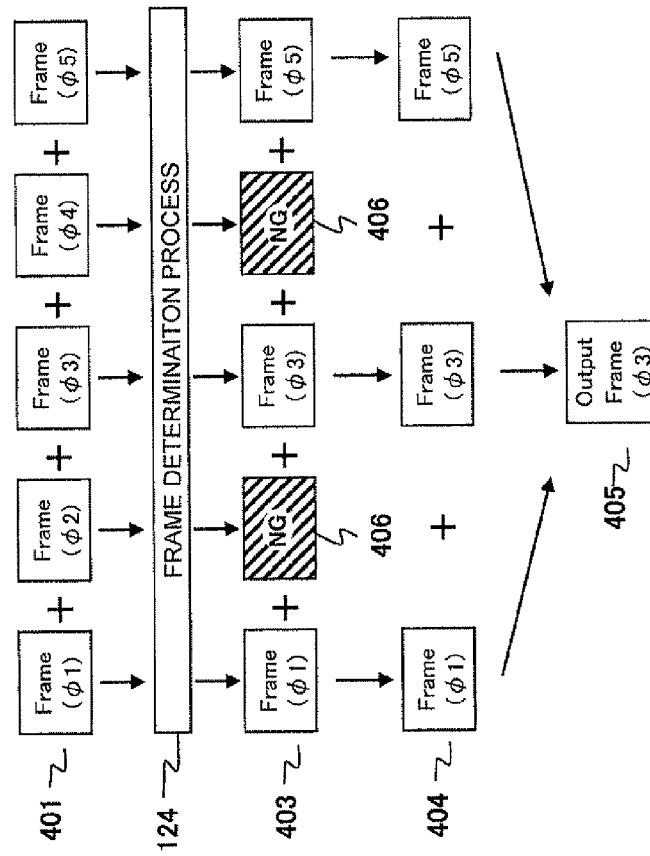 401
Frame
(φ1)
+
Frame
(φ2)
+
Frame
(φ3)
+
Frame
(φ4)
+
Frame
(φ5)
124
FRAME DETERMINAITON PROCESS
403
Frame
(φ1)
+
NG
+
Frame
(φ3)
+
NG
+
Frame
(φ5)
406
406
404
Frame
(φ1)
+
Frame
(φ3)
+
Frame
(φ5)
405
Output
Frame
(φ3)